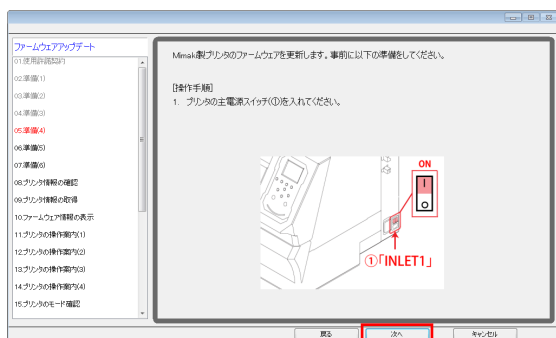 ファームウェアアップデート
01.使用許諾契約
02.準備(1)
03.準備(2)
04.準備(3)
05.準備(4)
06.準備(5)
07.準備(6)
08.プリンタ情報の確認
09.プリンタ情報の取得
10.ファームウェア情報の表示
11.プリンタの操作案内(1)
12.プリンタの操作案内(2)
13.プリンタの操作案内(3)
14.プリンタの操作案内(4)
15.プリンタのモード確認
Mimaki製プリンタのファームウェアを更新します。事前に以下の準備をしてください。
[操作手順]
1. プリンタの主電源スイッチ(①)を入れてください。
ON
①「INLET1」
戻る
次へ
キャンセル